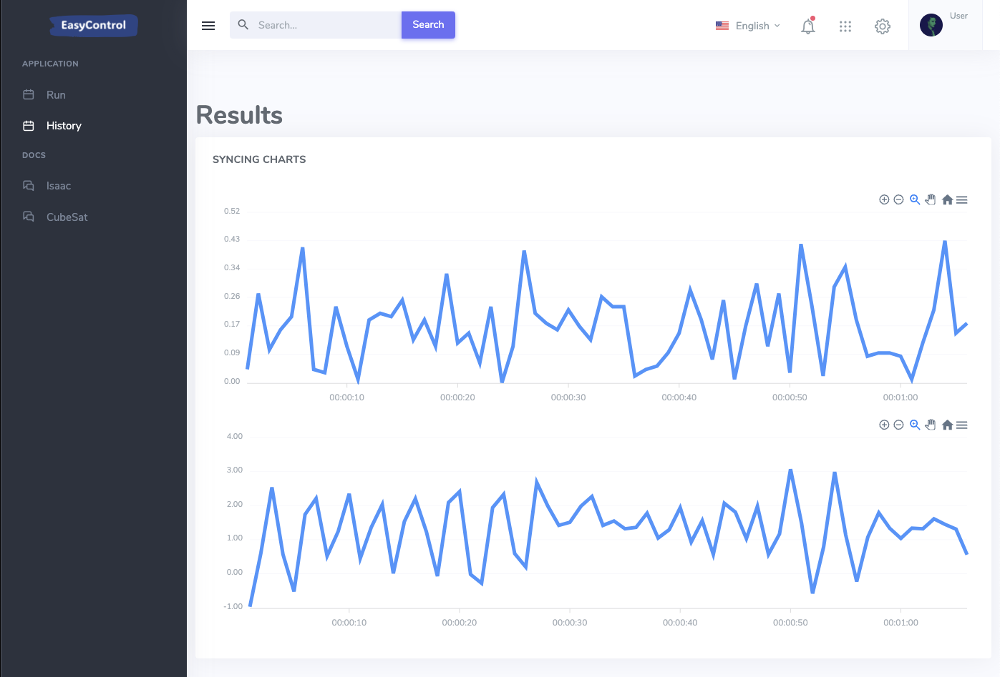 EasyControl
Search...
Search
English
User
APPLICATION
Run
History
DOCS
Isaac
CubeSat
Results
SYNCING CHARTS
0.52
0.43
0.34
0.26
0.17
0.09
0.00
00:00:10 00:00:20 00:00:30 00:00:40 00:00:50 00:01:00
4.00
3.00
2.00
1.00
0.00
-1.00
00:00:10 00:00:20 00:00:30 00:00:40 00:00:50 00:01:00